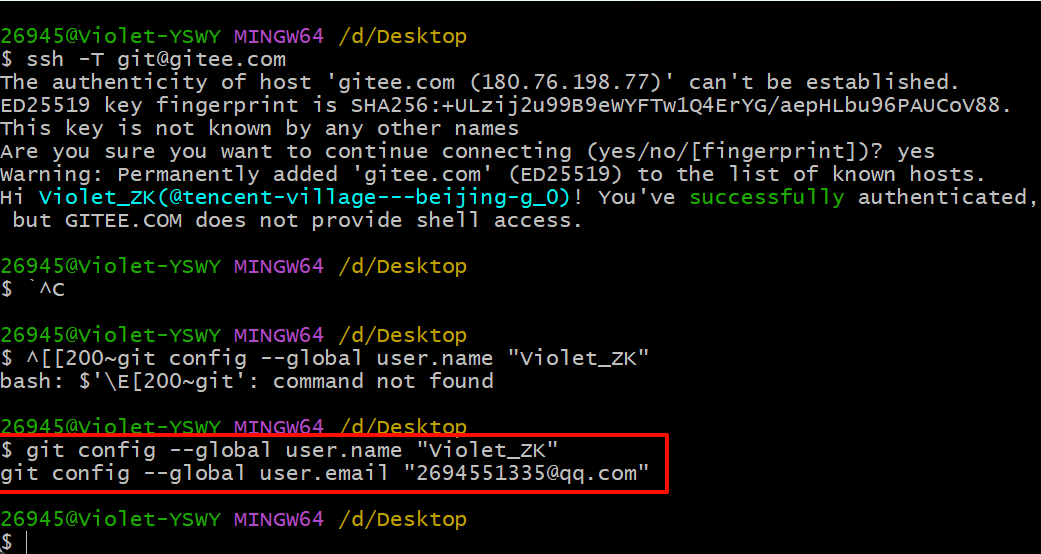 26945@Violet-YSWY MINGW64 /d/Desktop
$ ssh -T git@gitee.com
The authenticity of host 'gitee.com (180.76.198.77)' can't be established.
ED25519 key fingerprint is SHA256:+ULzij2u99B9eWYFTw1Q4ErYG/aepHLbu96PAUCoV88.
This key is not known by any other names
Are you sure you want to continue connecting (yes/no/[fingerprint])? yes
Warning: Permanently added 'gitee.com' (ED25519) to the list of known hosts.
Hi Violet_ZK(@tencent-village---beijing-g_0)! You've successfully authenticated,
 but GITEE.COM does not provide shell access.
26945@Violet-YSWY MINGW64 /d/Desktop
$ `^C
26945@Violet-YSWY MINGW64 /d/Desktop
$ ^[[200~git config --global user.name "Violet_ZK"
bash: $'\E[200~git': command not found
26945@Violet-YSWY MINGW64 /d/Desktop
$ git config --global user.name "Violet_ZK"
git config --global user.email "2694551335@qq.com"
26945@Violet-YSWY MINGW64 /d/Desktop
$